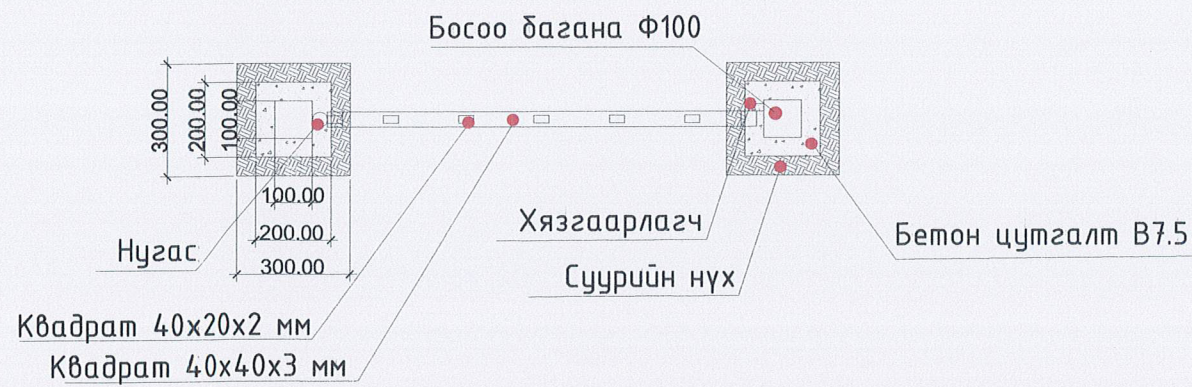 Босоо багана Ф100
300.00
200.00
100.00
100.00
200.00
300.00
Нугас
Хязгаарлагч
Бетон цутгалт В7.5
Суурийн нүх
Квадрат 40х20х2 мм
Квадрат 40х40х3 мм